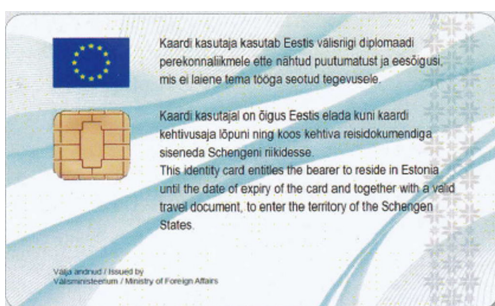 Kaardi kasutaja kasutab Eestis välisriigi diplomaadi
perekonnaliikmele ette nähtud puutumatust ja eesõigusi,
mis ei laiene tema tööga seotud tegevusele.
Kaardi kasutajal on õigus Eestis elada kuni kaardi
kehtivusaja lõpuni ning koos kehtiva reisidokumendiga
siseneda Schengeni riikidesse.
This identity card entitles the bearer to reside in Estonia
until the date of expiry of the card and together with a valid
travel document, to enter the territory of the Schengen
States.
Välja andnud / Issued by
Välisministeerium / Ministry of Foreign Affairs